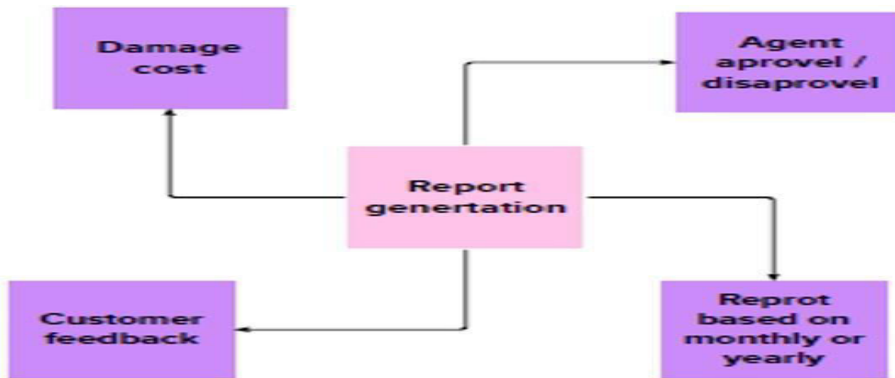 Damage
cost
Agent
aprovel /
disaprovel
Report
genertation
Customer
feedback
Reprot
based on
monthly or
yearly